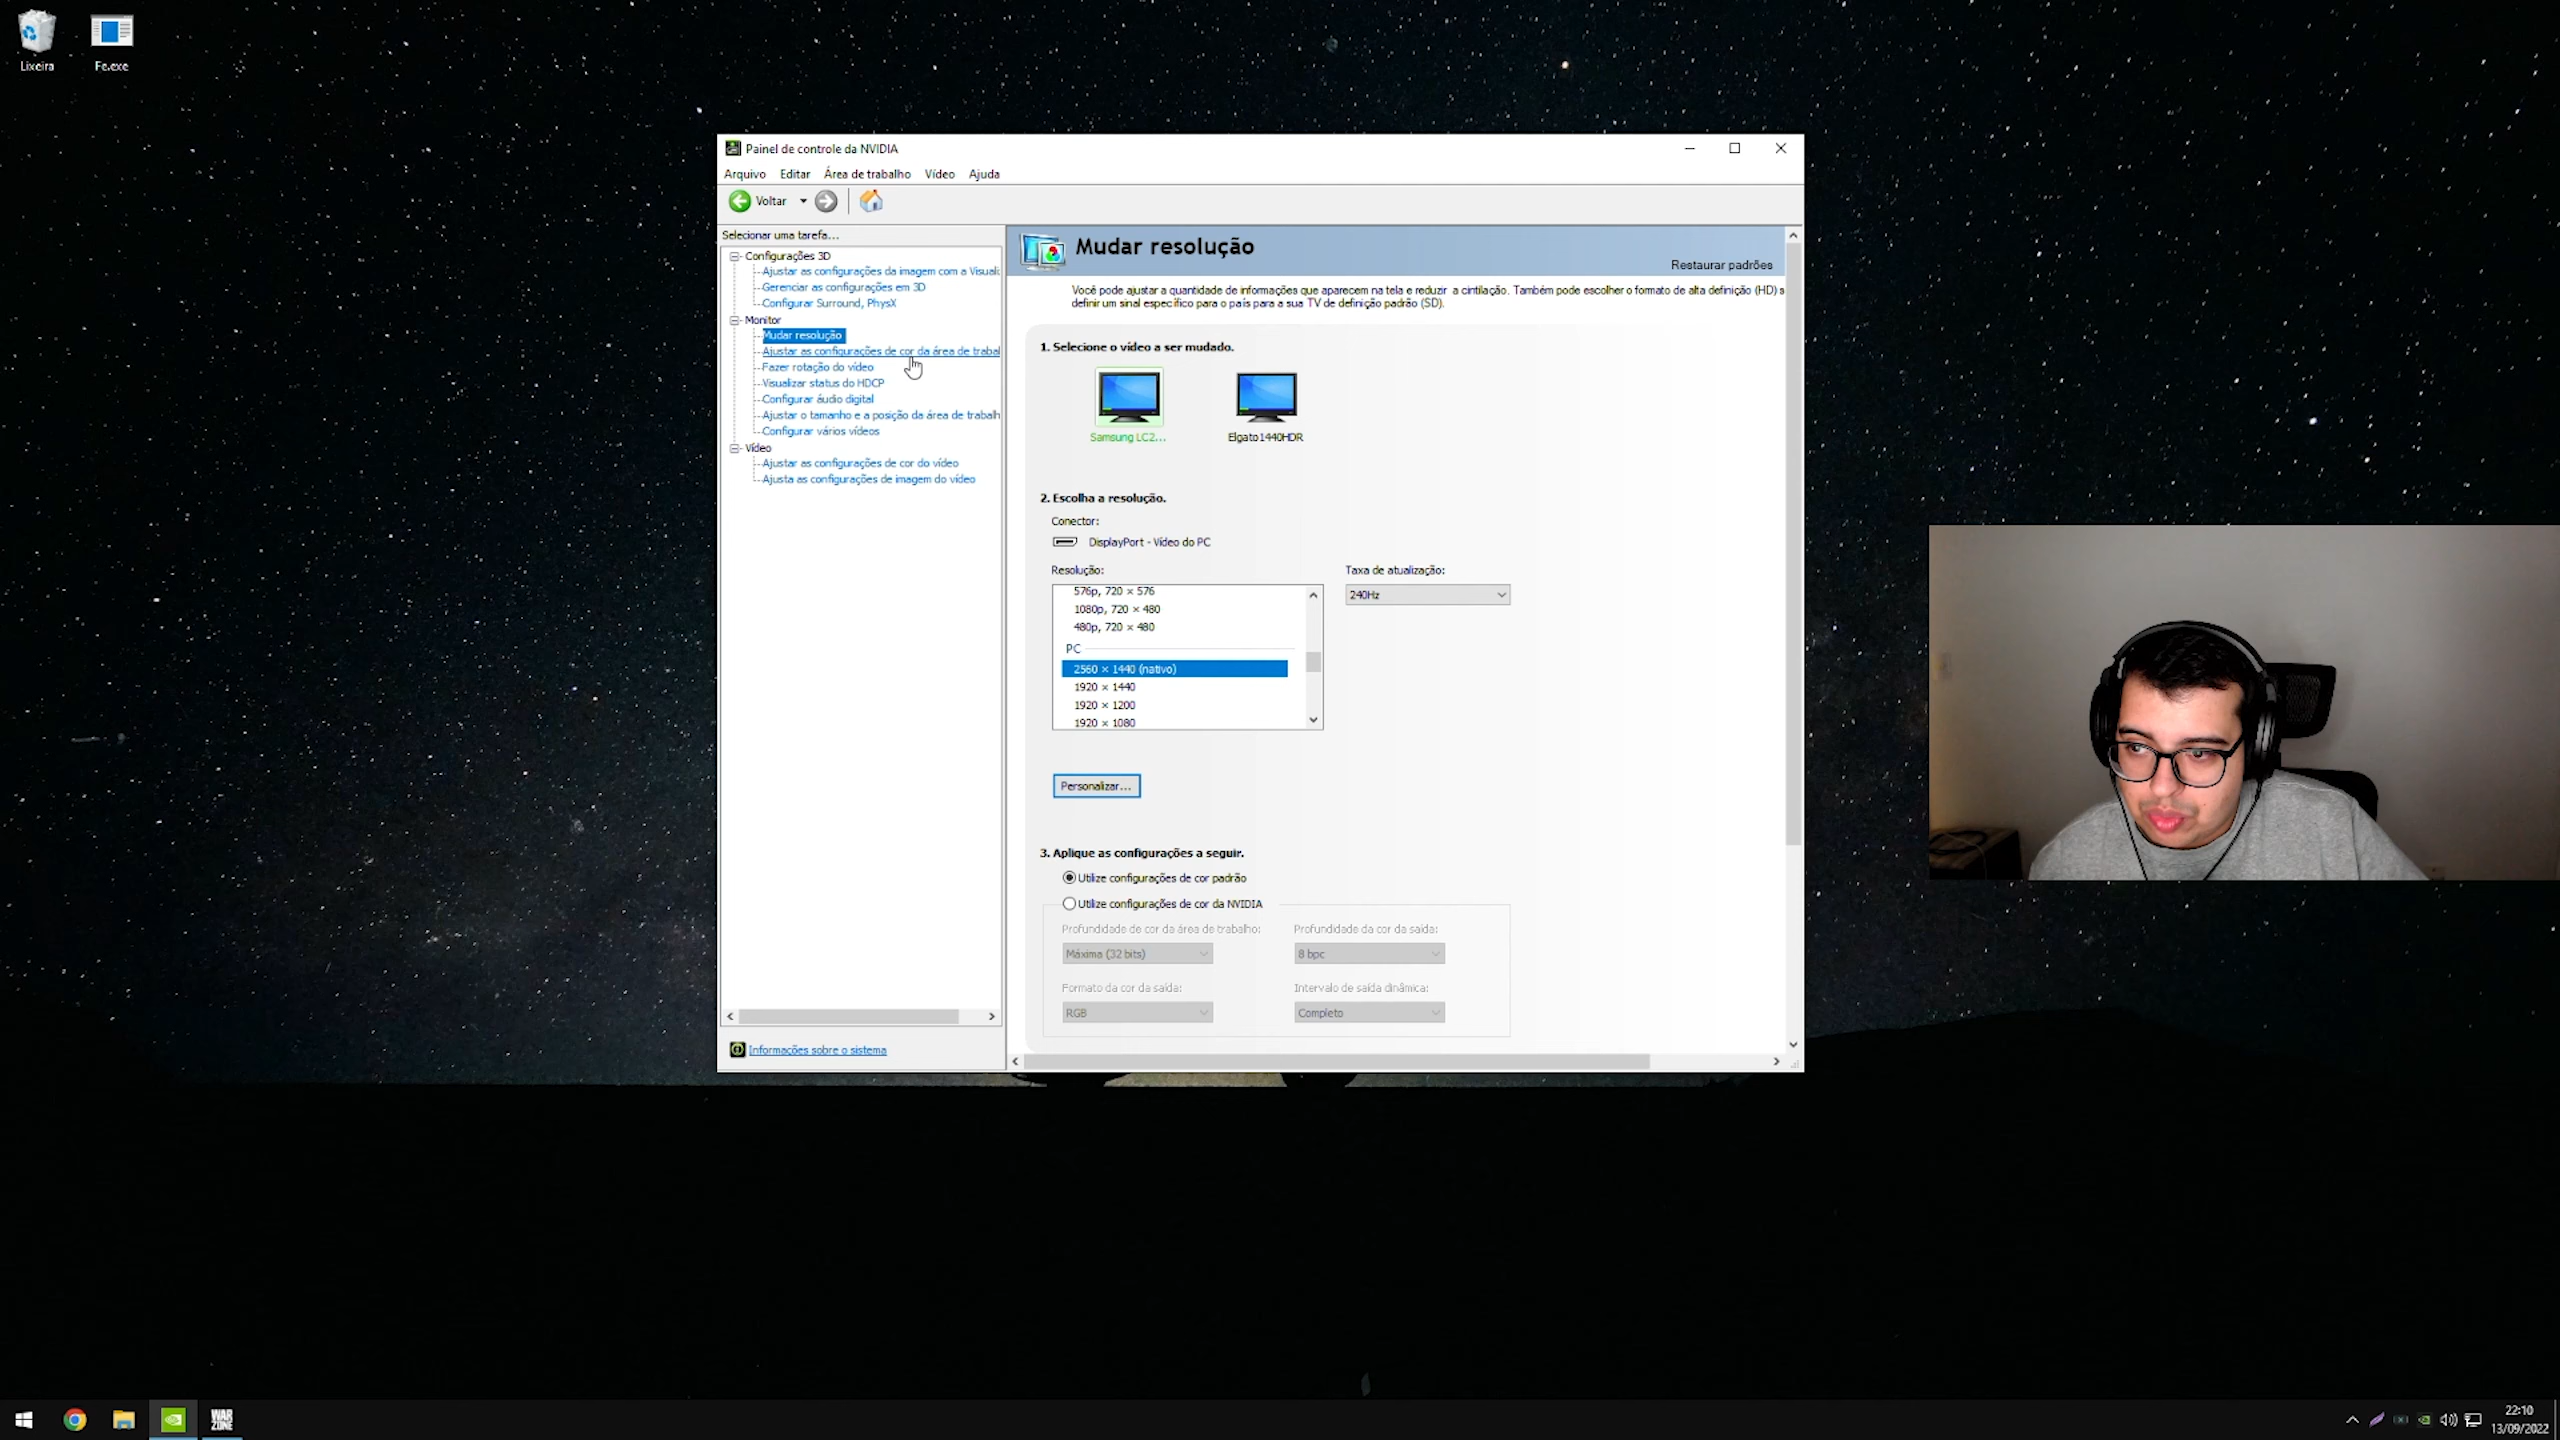 Lixeira
Fe.exe
Painel de controle da NVIDIA
Arquivo Editar Área de trabalho Vídeo Ajuda
Voltar
Selecionar uma tarefa...
Configurações 3D
Ajustar as configurações da imagem com a Visuali
Gerenciar as configurações em 3D
Configurar Surround, PhysX
Monitor
Mudar resolução
Ajustar as configurações de cor da área de trabal
Fazer rotação do vídeo
Visualizar status do HDCP
Configurar áudio digital
Ajustar o tamanho e a posição da área de trabalh
Configurar vários vídeos
Vídeo
Ajustar as configurações de cor do vídeo
Ajusta as configurações de imagem do vídeo
Informações sobre o sistema
Mudar resolução
Restaurar padrões
Você pode ajustar a quantidade de informações que aparecem na tela e reduzir a cintilação. Também pode escolher o formato de alta definição (HD) s
definir um sinal específico para o país para a sua TV de definição padrão (SD).
1. Selecione o vídeo a ser mudado.
Samsung LC2...
Elgato 1440HDR
2. Escolha a resolução.
Conector:
DisplayPort - Vídeo do PC
Resolução:
Taxa de atualização:
576p, 720 × 576
240Hz
1080p, 720 × 480
480p, 720 × 480
PC
2560 × 1440 (nativo)
1920 × 1440
1920 × 1200
1920 × 1080
Personalizar...
3. Aplique as configurações a seguir.
Utilize configurações de cor padrão
Utilize configurações de cor da NVIDIA
Profundidade de cor da área de trabalho:
Profundidade da cor da saída:
Máxima (32 bits)
8 bpc
Formato da cor da saída:
Intervalo de saída dinâmica:
RGB
Completo
WAR
ZONE
22:10
13/09/2022